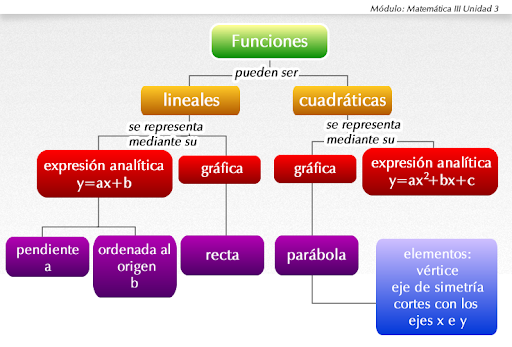 Módulo: Matemática III Unidad 3
Funciones
pueden ser
lineales
cuadráticas
se representa
mediante su
se representa
mediante su
expresión analítica
y=ax+b
gráfica
gráfica
expresión analítica
y=ax²+bx+c
pendiente
a
ordenada al
origen
b
recta
parábola
elementos:
vértice
eje de simetría
cortes con los
ejes x e y